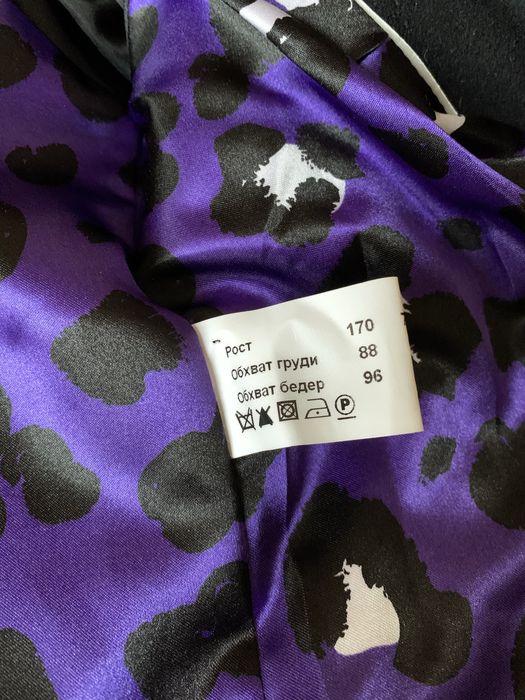 Рост 170
Обхват груди 88
Обхват бедер 96
P